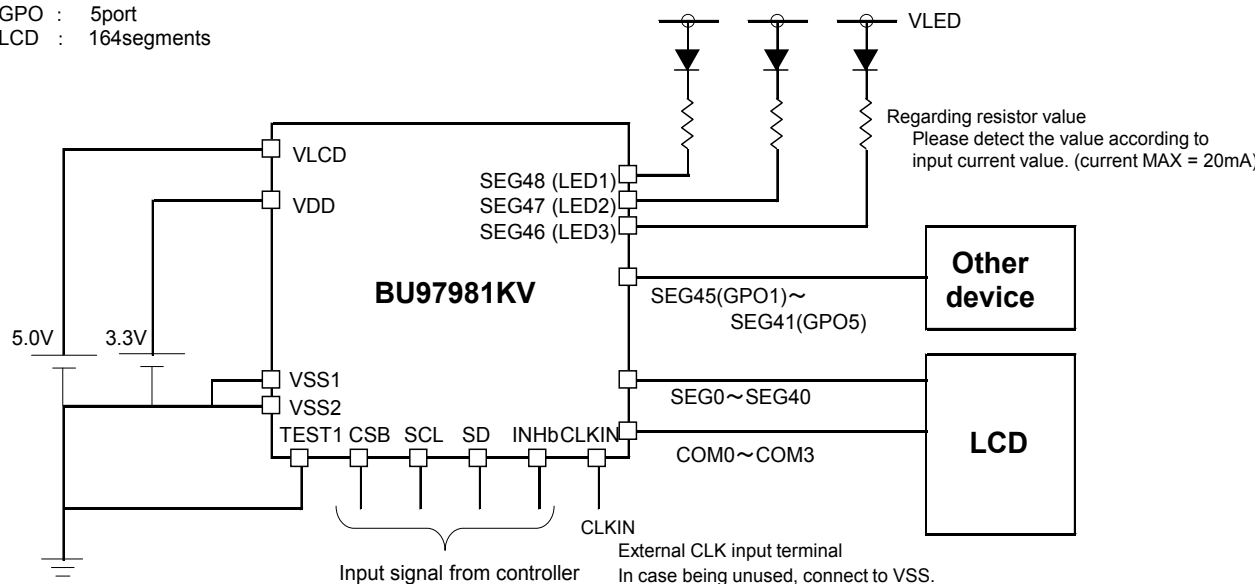 GPO : 5port
LCD : 164segments
VLED
Regarding resistor value
Please detect the value according to
input current value. (current MAX = 20mA)
VLCD
VDD
SEG48 (LED1)
SEG47 (LED2)
SEG46 (LED3)
BU97981KV
SEG45(GPO1)~
SEG41(GPO5)
Other
device
5.0V
3.3V
VSS1
VSS2
SEG0~SEG40
COM0~COM3
LCD
TEST1 CSB SCL SD INHb CLKIN
CLKIN
External CLK input terminal
In case being unused, connect to VSS.
Input signal from controller